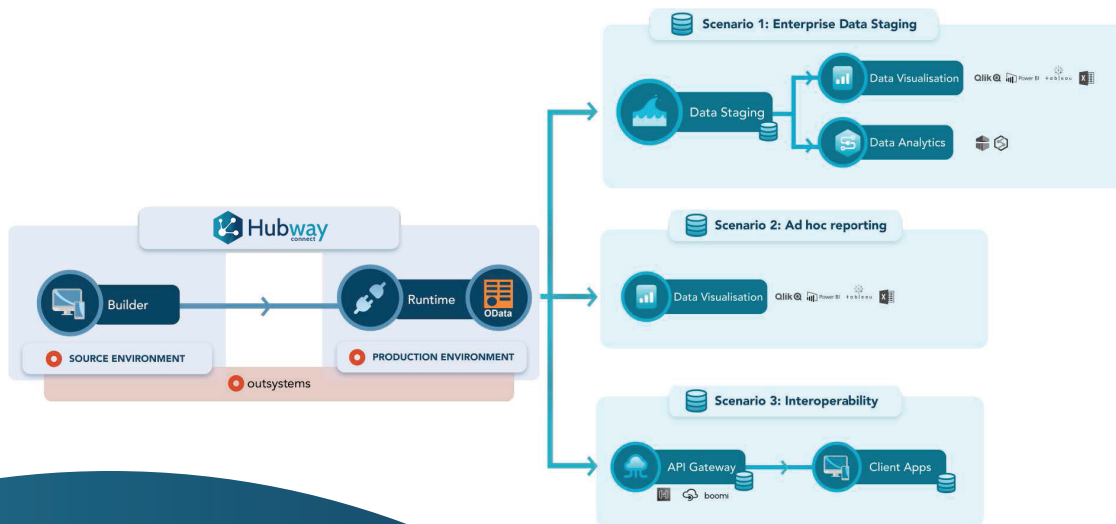 Scenario 1: Enterprise Data Staging
Data Visualisation
Qlik Power BI tableau X
Data Staging
Data Analytics
Hubway
connect
Builder
Runtime
OData
SOURCE ENVIRONMENT
PRODUCTION ENVIRONMENT
outsystems
Scenario 2: Ad hoc reporting
Data Visualisation
Qlik Power BI tableau X
Scenario 3: Interoperability
API Gateway
Client Apps
boomi